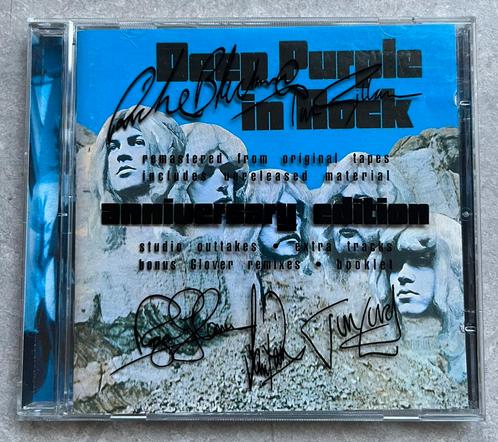 Deep Purple
in Rock
remastered from original tapes
includes unreleased material
anniversary edition
studio outtakes • extra tracks
bonus Glover remixes • booklet